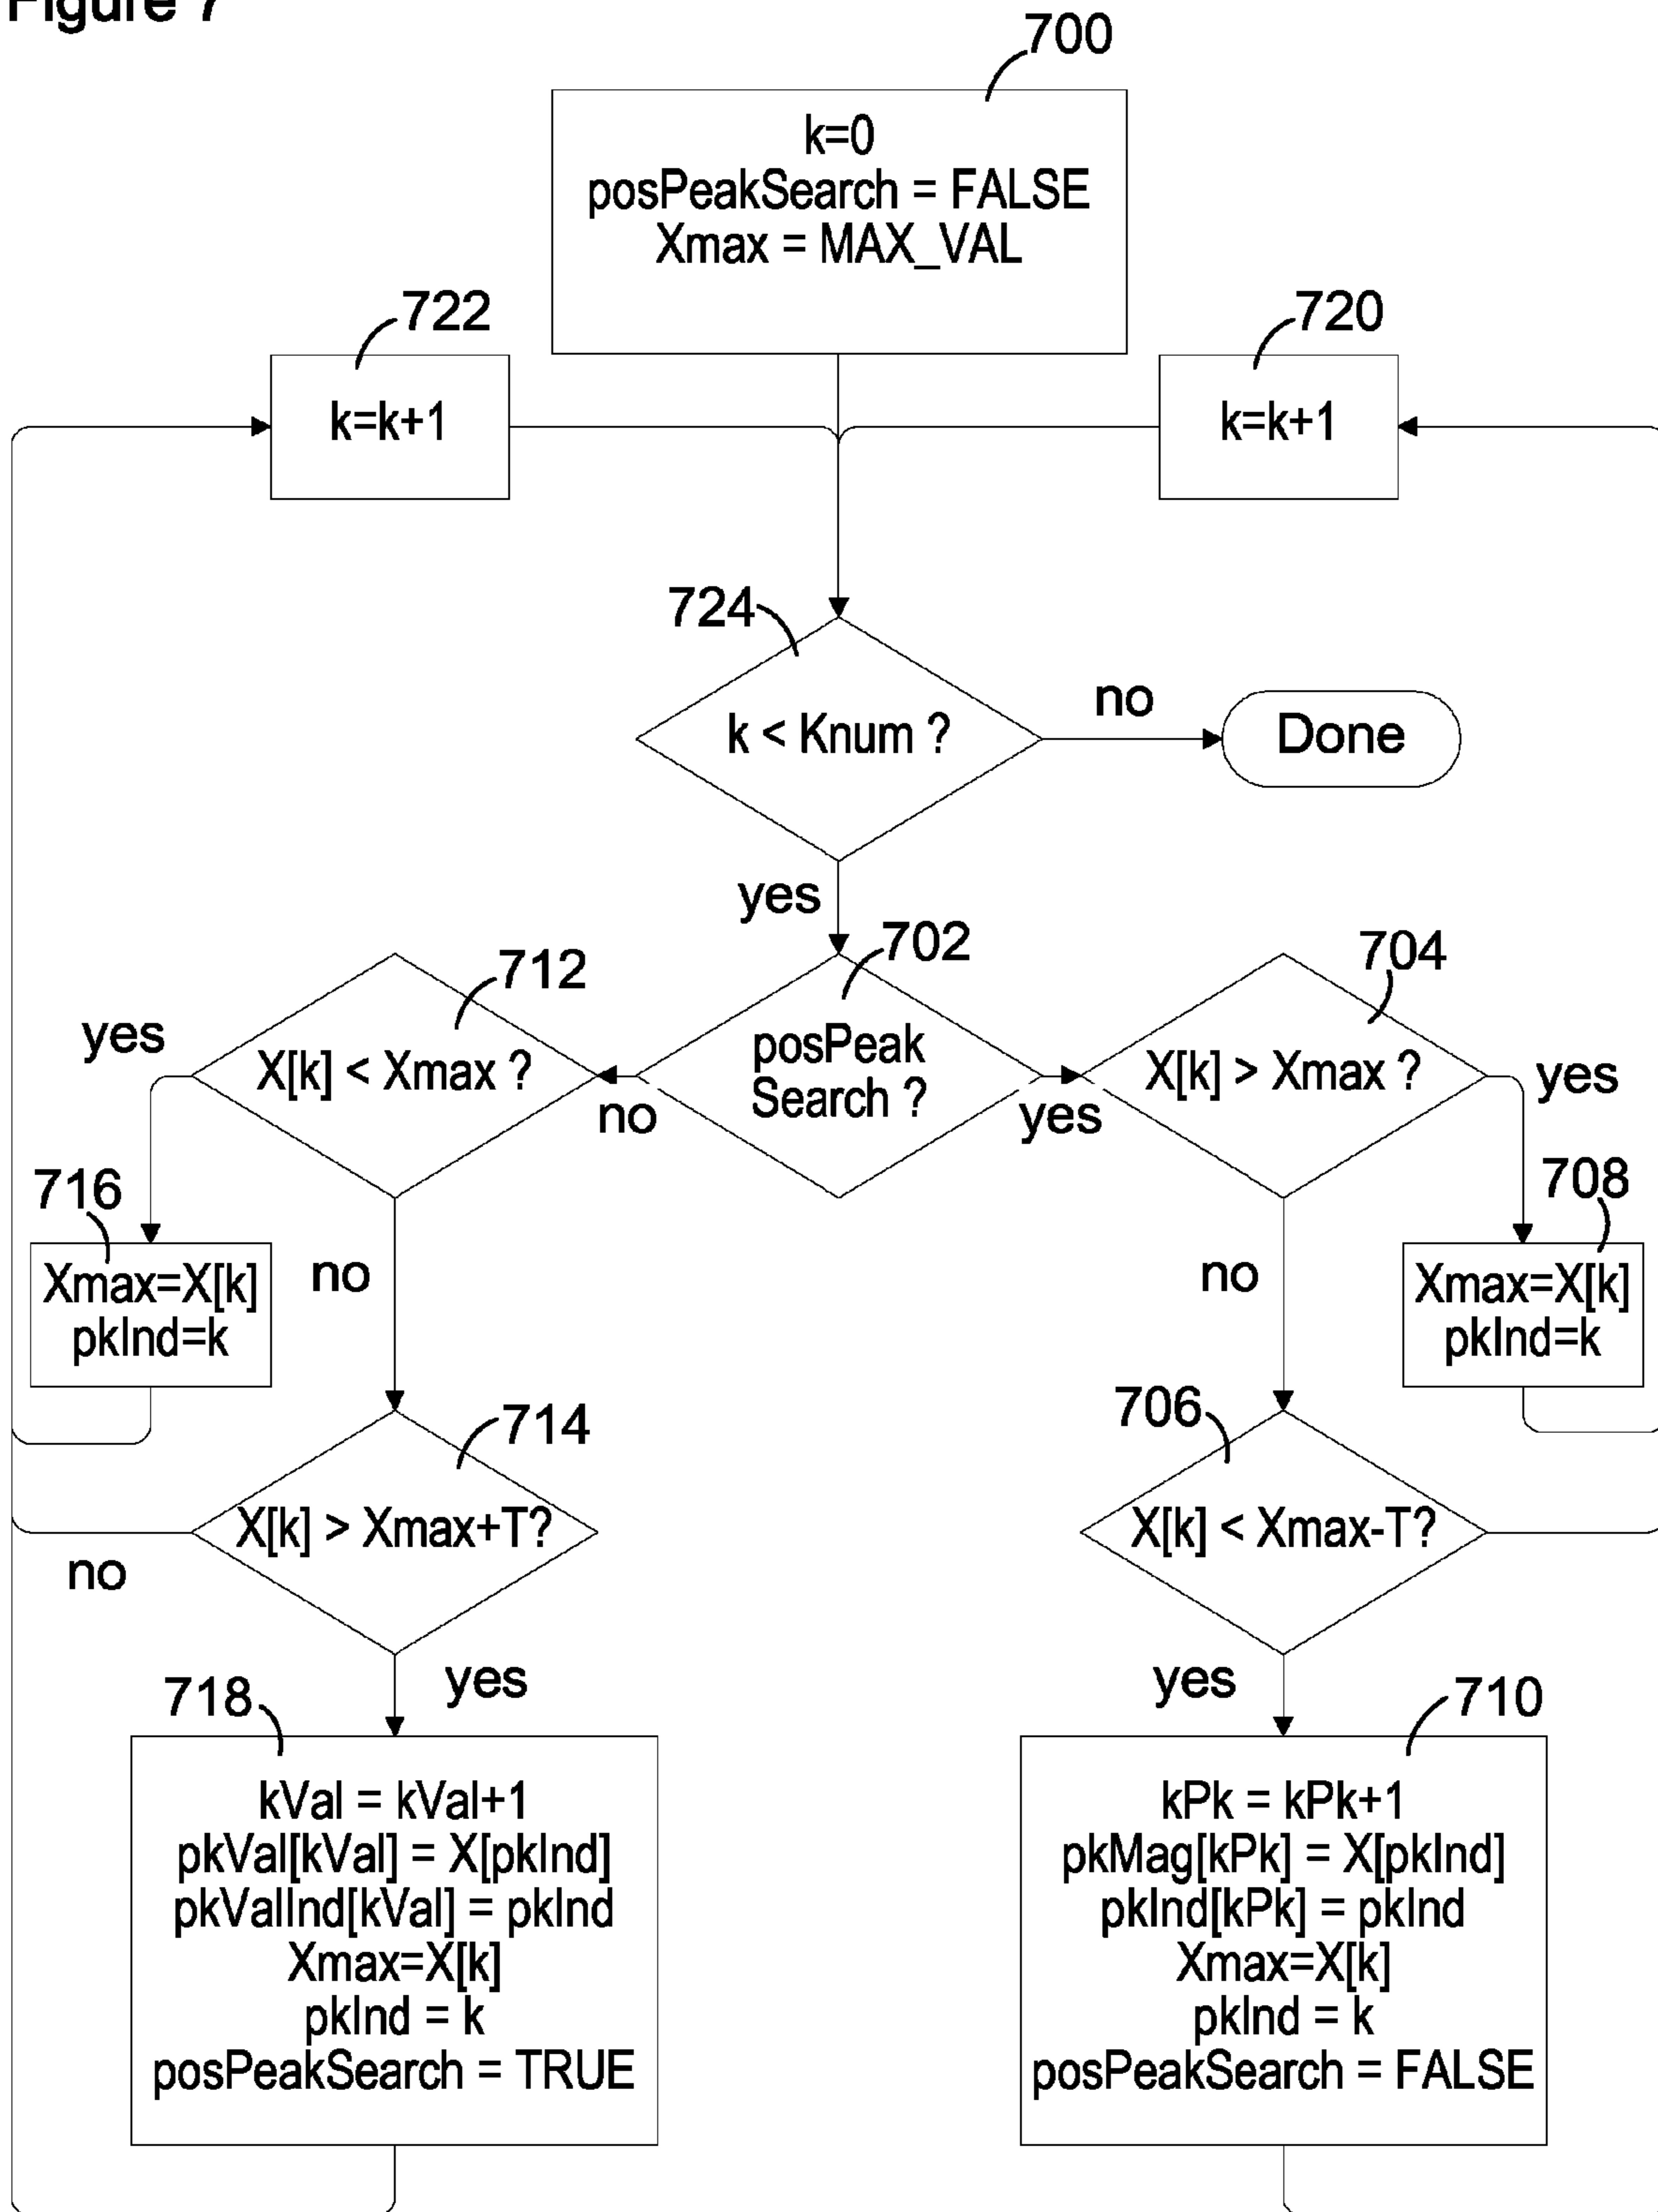 Figure 7
700
k=0
posPeakSearch = FALSE
Xmax = MAX_VAL
722
720
k=k+1
k=k+1
724
k < Knum ?
no
Done
yes
702
712
704
yes
X[k] < Xmax ?
no
posPeak
Search ?
yes
X[k] > Xmax ?
yes
716
708
Xmax=X[k]
pkInd=k
no
no
Xmax=X[k]
pkInd=k
714
706
X[k] > Xmax+T?
X[k] < Xmax-T?
no
yes
yes
718
710
kVal = kVal+1
pkVal[kVal] = X[pkInd]
pkValInd[kVal] = pkInd
Xmax=X[k]
pkInd = k
posPeakSearch = TRUE
kPk = kPk+1
pkMag[kPk] = X[pkInd]
pkInd[kPk] = pkInd
Xmax=X[k]
pkInd = k
posPeakSearch = FALSE